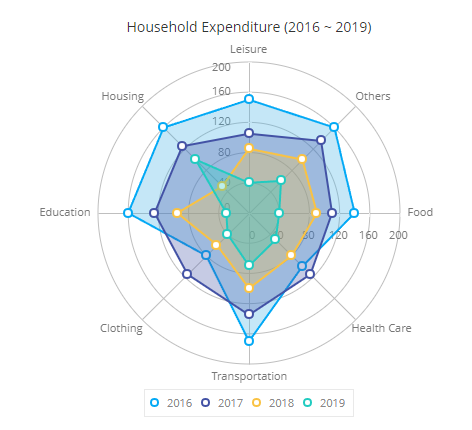 Household Expenditure (2016 ~ 2019)
Leisure
200
Housing
Others
160
120
80
Education
Food
0
80
120
160
200
Clothing
Health Care
Transportation
2016 2017 2018 2019